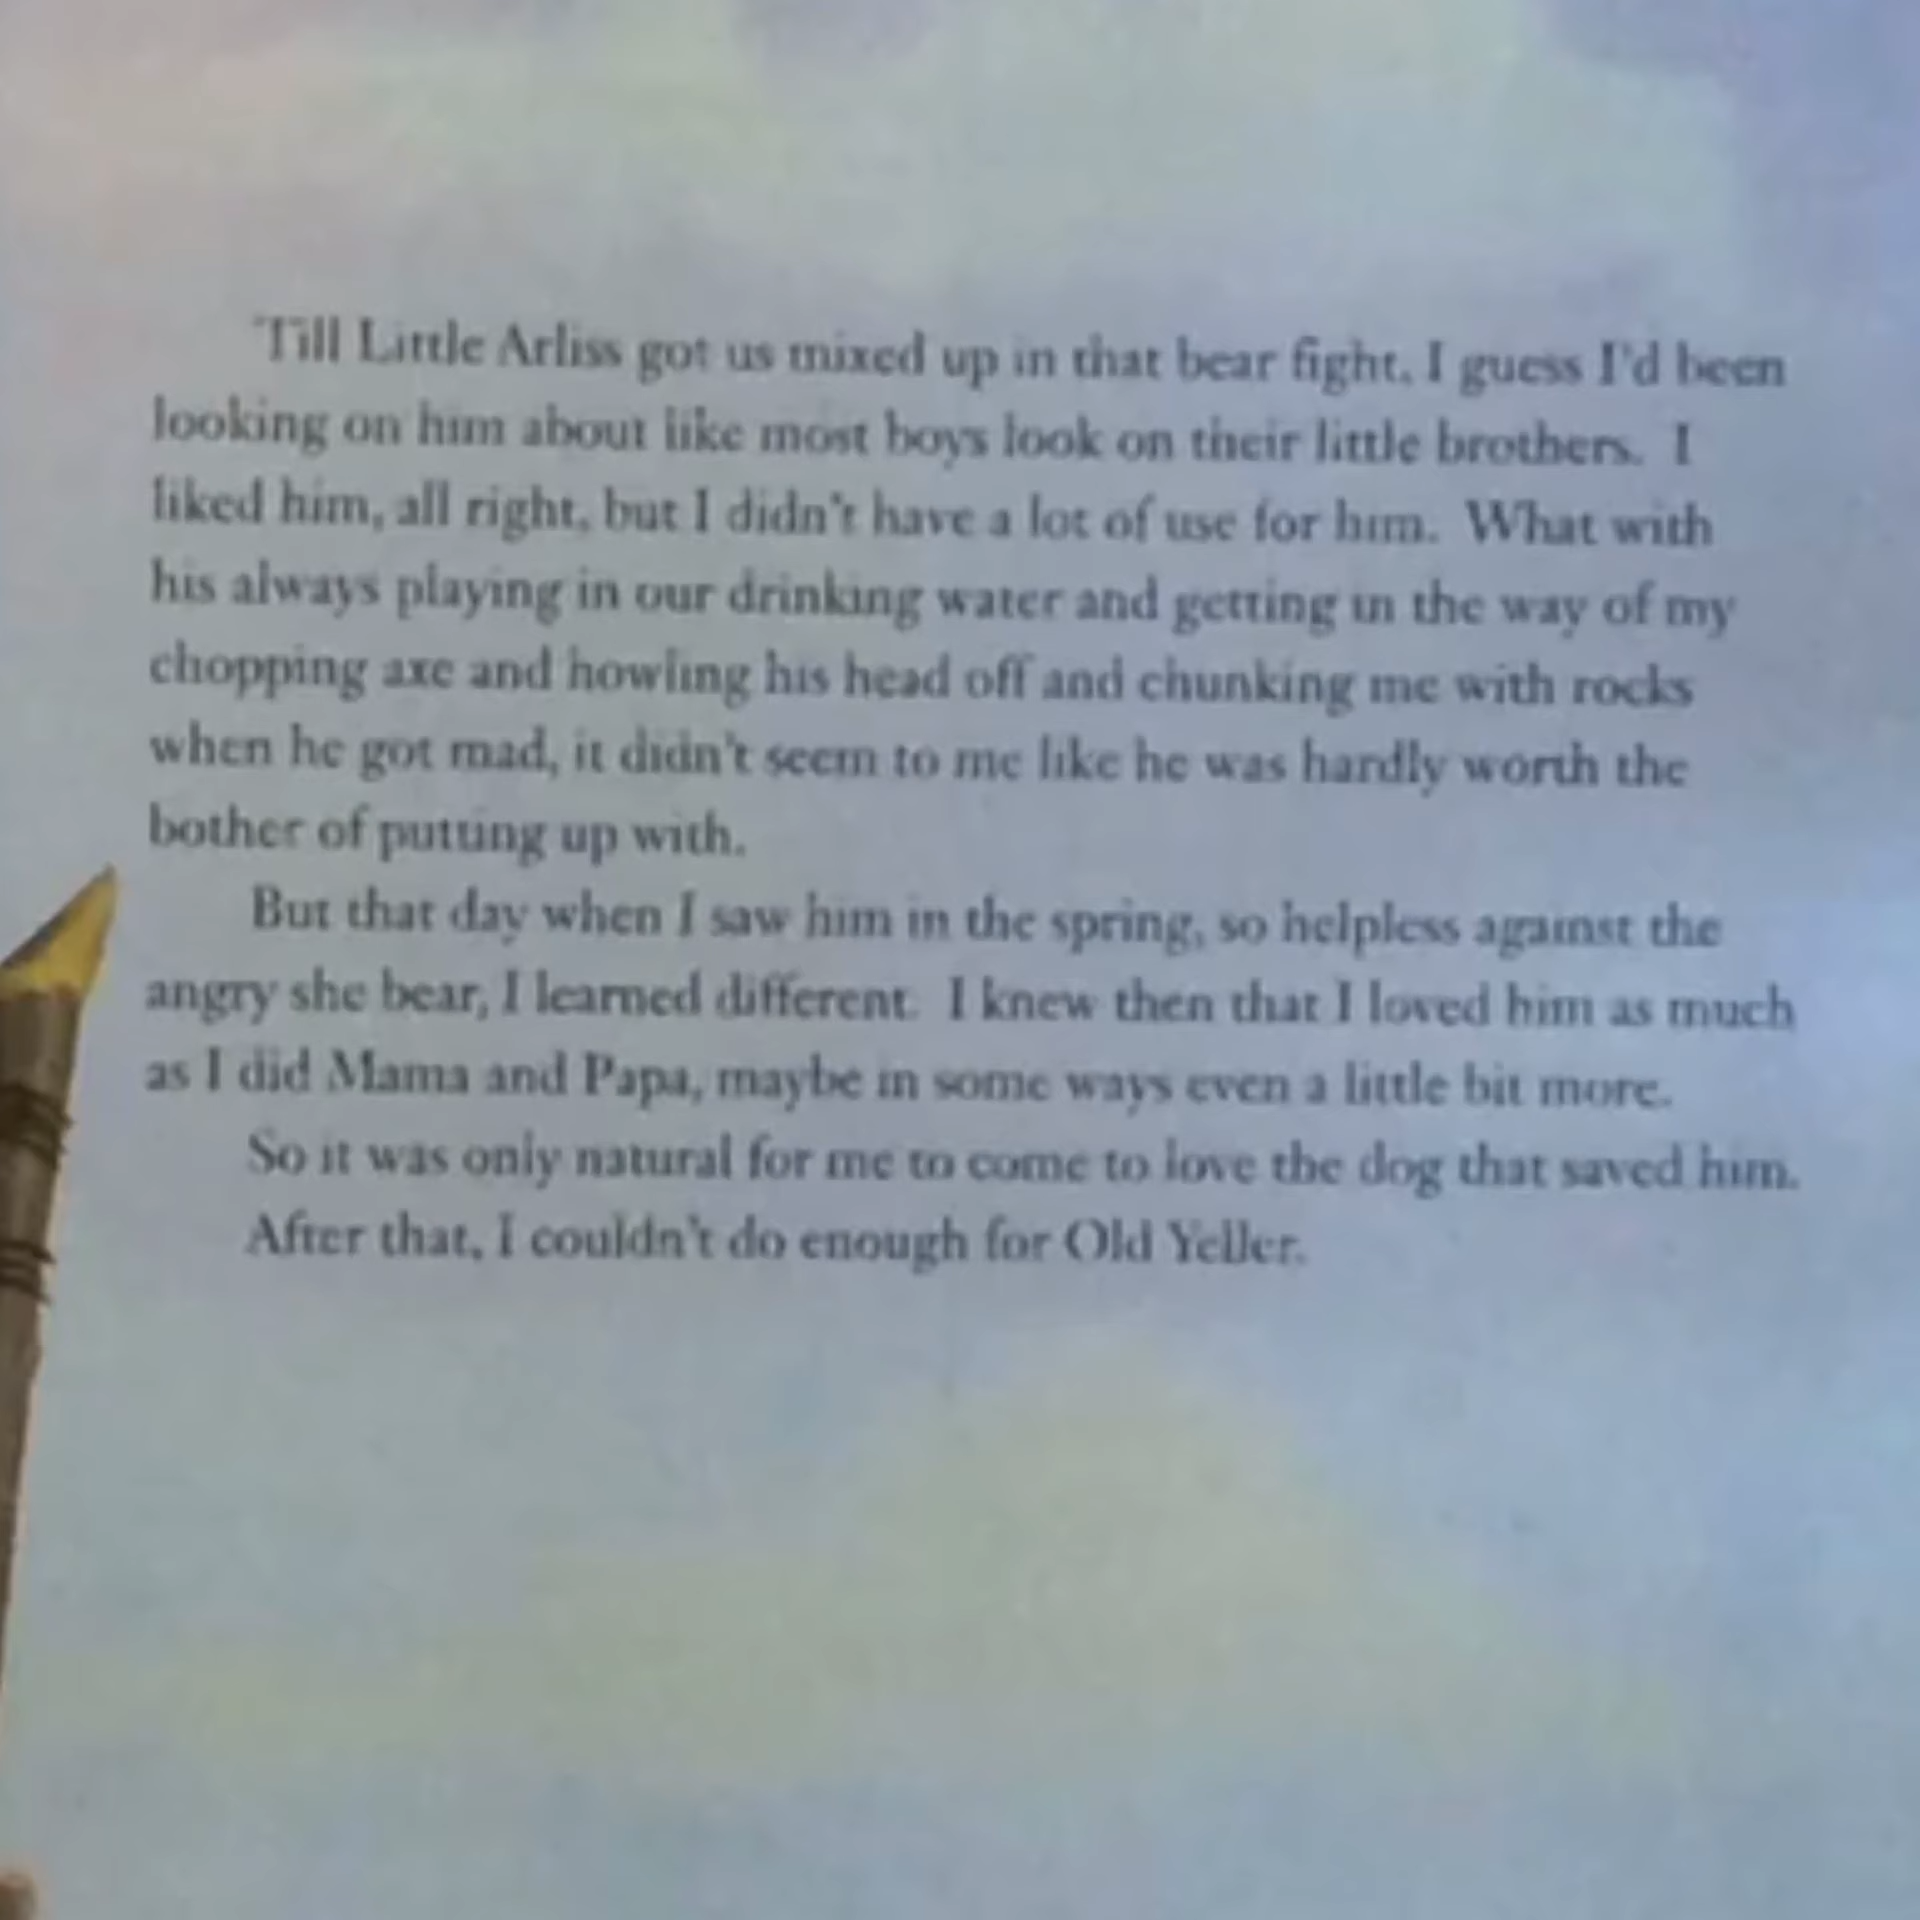 Till Little Arliss got us mixed up in that bear fight, I guess I'd been
looking on him about like most boys look on their little brothers. I
liked him, all right, but I didn't have a lot of use for him. What with
his always playing in our drinking water and getting in the way of my
chopping axe and howling his head off and chunking me with rocks
when he got mad, it didn't seem to me like he was hardly worth the
bother of putting up with.
But that day when I saw him in the spring, so helpless against the
angry she bear, I learned different. I knew then that I loved him as much
as I did Mama and Papa, maybe in some ways even a little bit more.
So it was only natural for me to come to love the dog that saved him.
After that, I couldn't do enough for Old Yeller.